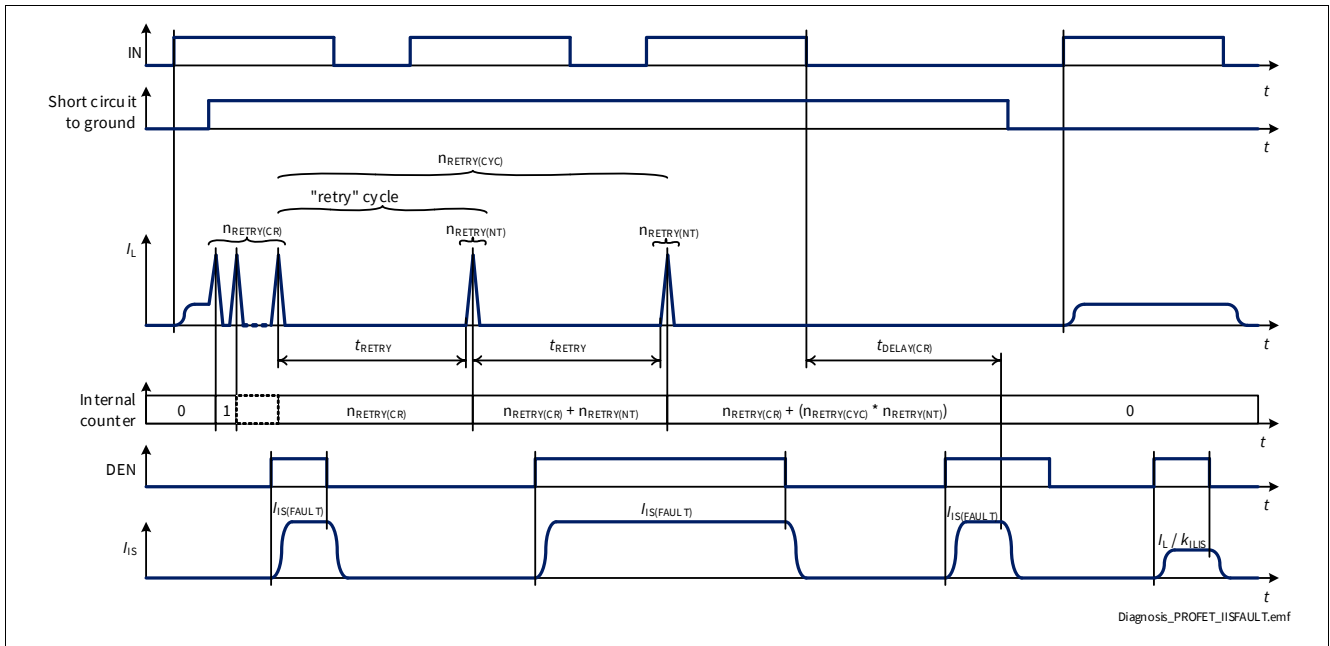 IN
t
Short circuit
to ground
t
nRETRY(CYC)
"retry" cycle
nRETRY(CR)
nRETRY(NT)
nRETRY(NT)
IL
t
tRETRY
tRETRY
tDELAY(CR)
Internal
counter
0
1
nRETRY(CR)
nRETRY(CR) + nRETRY(NT)
nRETRY(CR) + (nRETRY(CYC) * nRETRY(NT))
0
t
DEN
t
IIS(FAULT)
IIS(FAULT)
IIS(FAULT)
IL / kILIS
IIS
t
Diagnosis_PROFET_IISFAULT.emf